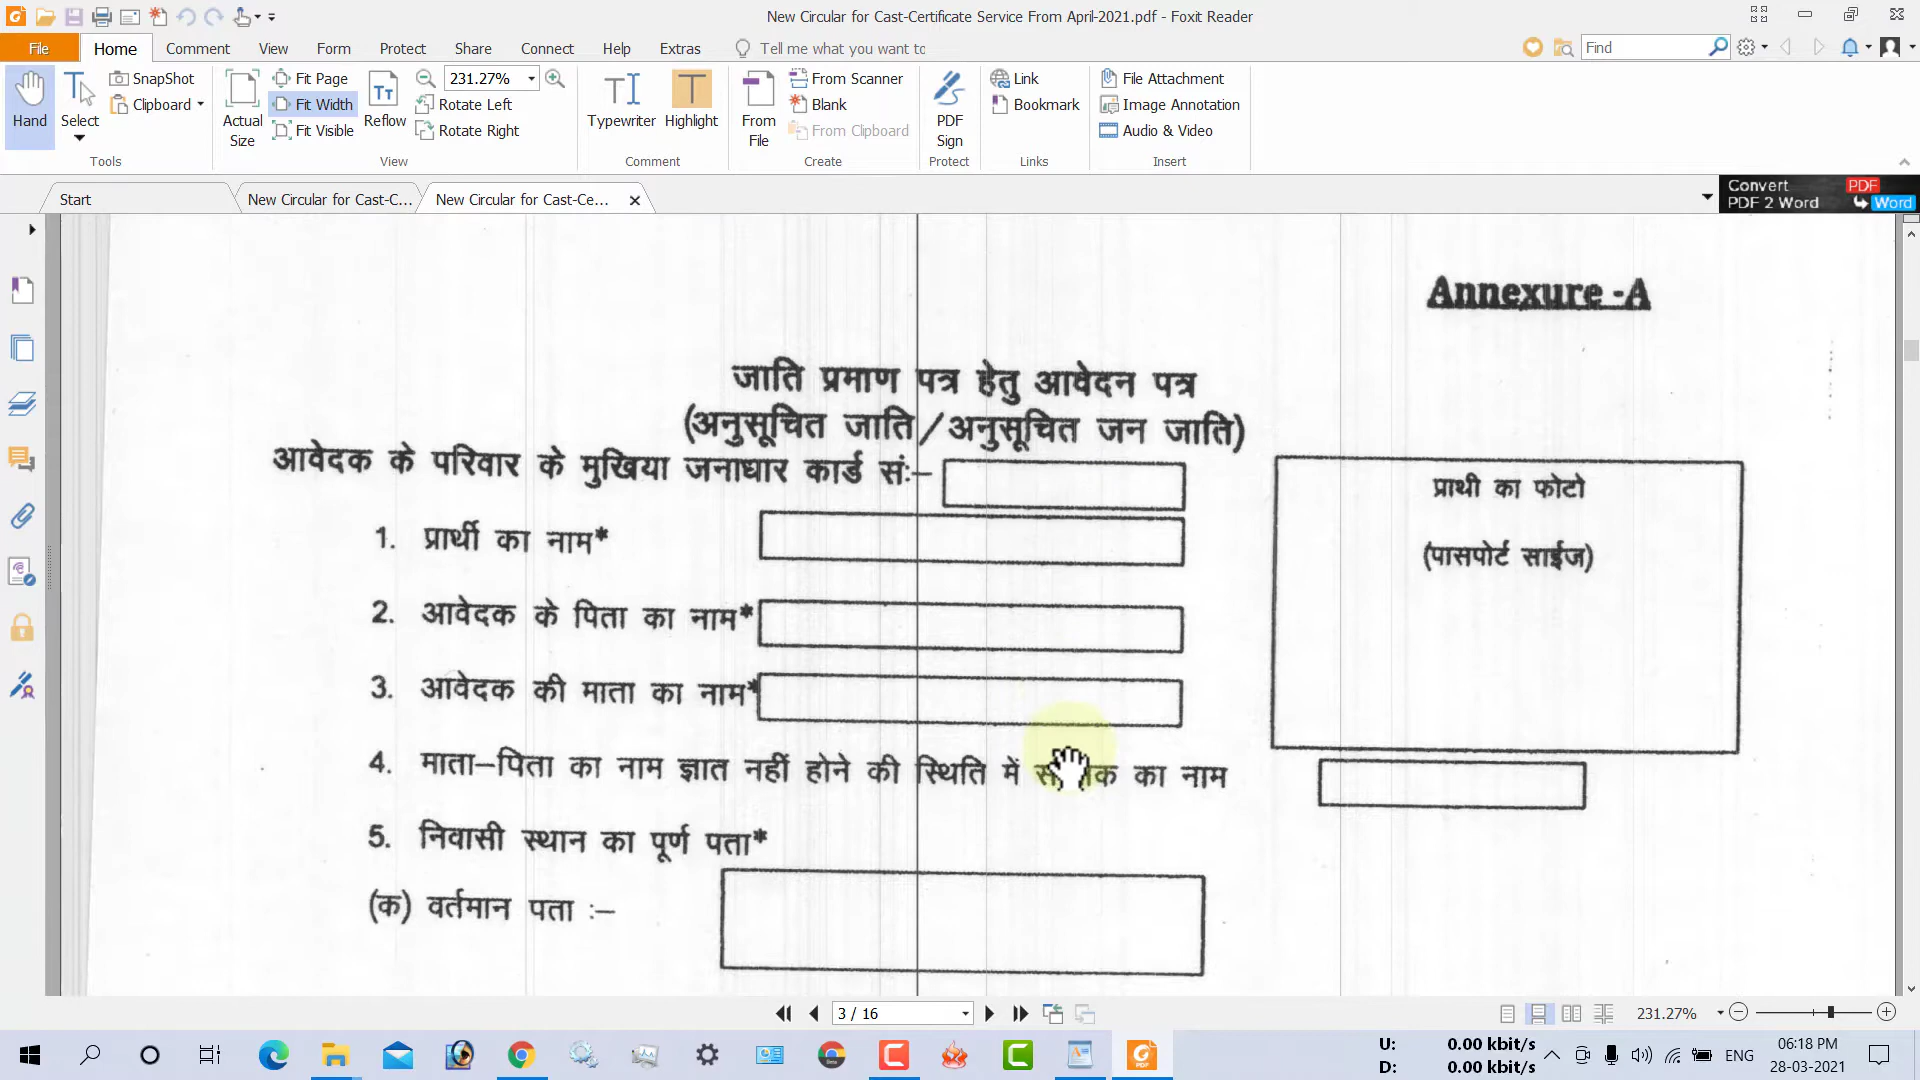 New Circular for Cast-Certificate Service From April-2021.pdf - Foxit Reader
File Home Comment View Form Protect Share Connect Help Extras Tell me what you want to Find
Hand Select SnapShot Clipboard
Tools
Actual Size Fit Page Fit Width Fit Visible Reflow 231.27% Rotate Left Rotate Right
View
Typewriter Highlight
Comment
From File From Scanner Blank From Clipboard
Create
PDF Sign
Protect
Link Bookmark
Links
File Attachment Image Annotation Audio & Video
Insert
Start New Circular for Cast-C... New Circular for Cast-Ce...
Convert PDF
PDF 2 Word Word
Annexure -A
जाति प्रमाण पत्र हेतु आवेदन पत्र
(अनुसूचित जाति/अनुसूचित जन जाति)
आवेदक के परिवार के मुखिया जनाधार कार्ड सं:–
प्रार्थी का फोटो
(पासपोर्ट साईज)
1. प्रार्थी का नाम*
2. आवेदक के पिता का नाम*
3. आवेदक की माता का नाम*
4. माता–पिता का नाम ज्ञात नहीं होने की स्थिति में का नाम
5. निवासी स्थान का पूर्ण पता*
(क) वर्तमान पता :–
3 / 16 231.27%
U: 0.00 kbit/s
D: 0.00 kbit/s
ENG
06:18 PM
28-03-2021